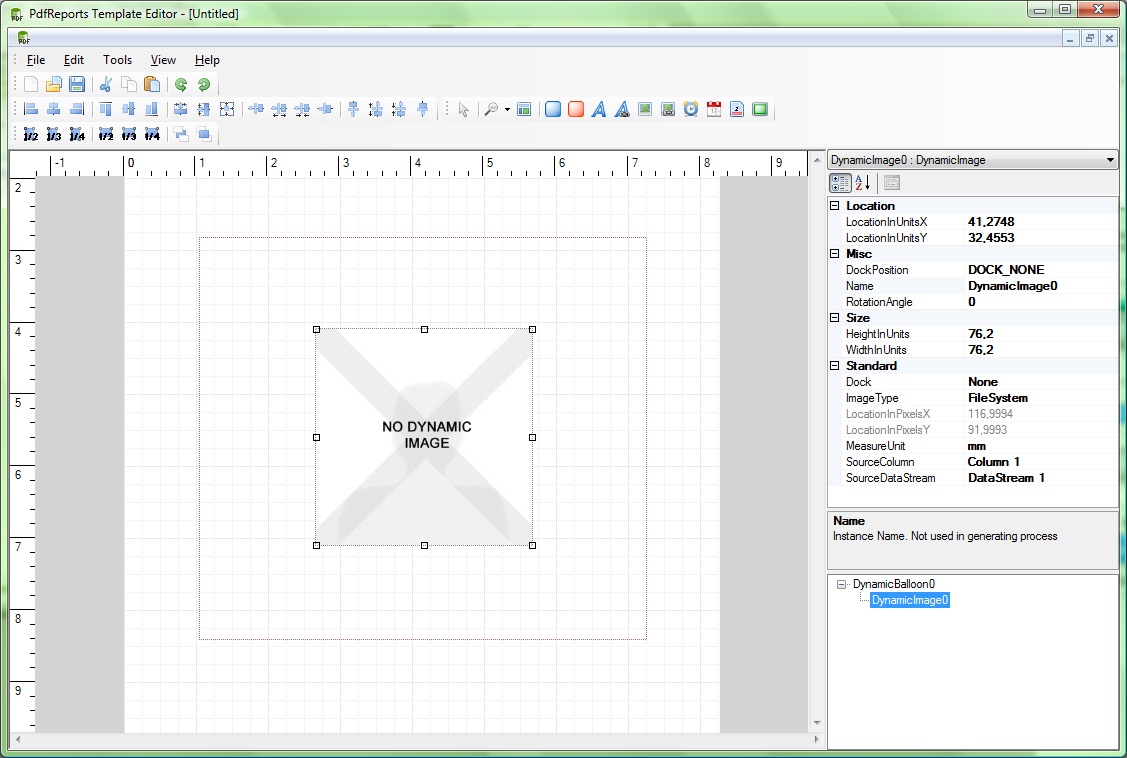 PdfReports Template Editor - [Untitled]
File Edit Tools View Help
1/2 1/3 1/4 1/2 1/3 1/4
-1 0 1 2 3 4 5 6 7 8 9
2
3
4
5
6
7
8
9
NO DYNAMIC
IMAGE
DynamicImage0 : DynamicImage
Location
LocationInUnitsX 41,2748
LocationInUnitsY 32,4553
Misc
DockPosition DOCK_NONE
Name DynamicImage0
RotationAngle 0
Size
HeightInUnits 76,2
WidthInUnits 76,2
Standard
Dock None
ImageType FileSystem
LocationInPixelsX 116,9994
LocationInPixelsY 91,9993
MeasureUnit mm
SourceColumn Column 1
SourceDataStream DataStream 1
Name
Instance Name. Not used in generating process
DynamicBalloon0
DynamicImage0